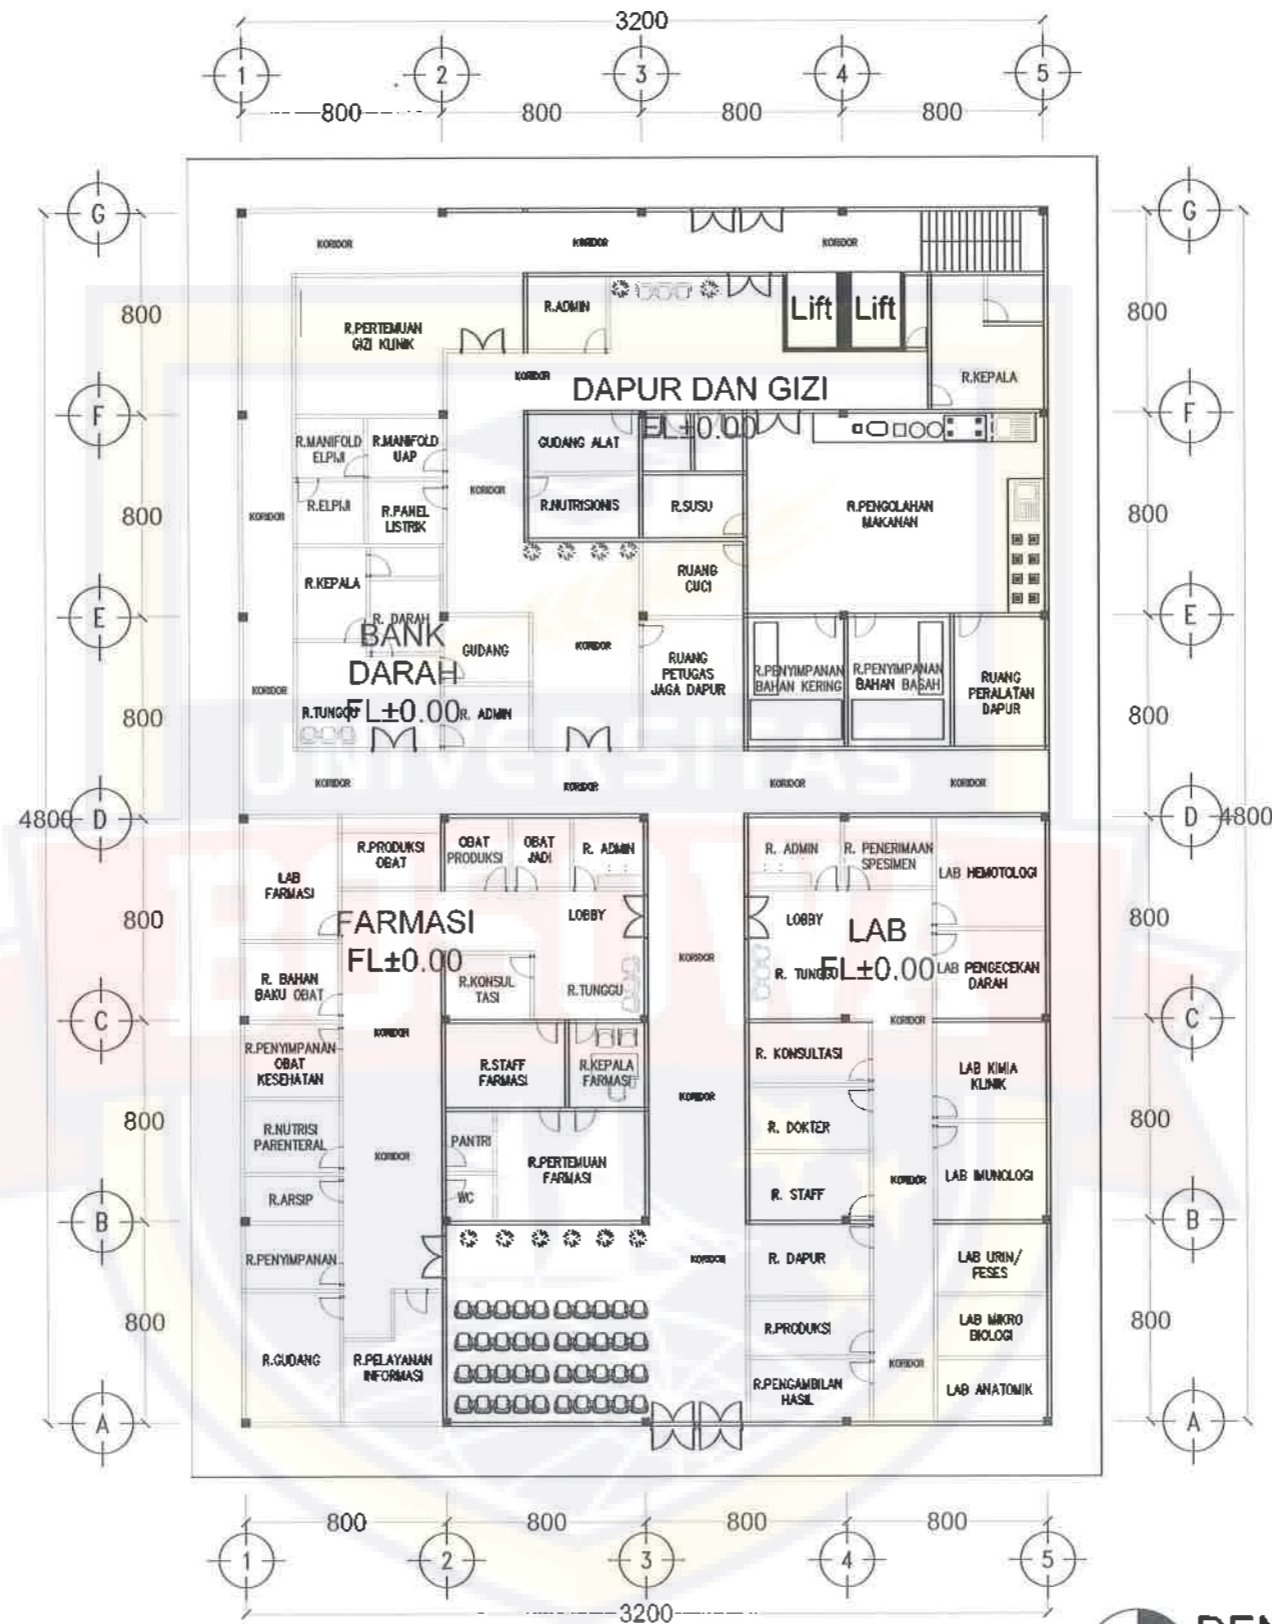 3200
1 2 3 4 5
800 800 800 800
G G
KORIDOR KORIDOR KORIDOR
800 800
R.ADMIN Lift Lift
R.PERTEMUAN
GIZI KLINIK
KORIDOR R.KEPALA
DAPUR DAN GIZI
FL±0.00
F F
R.MANIFOLD
ELPIJI
R.MANIFOLD
UAP
GUDANG ALAT
KORIDOR
R.ELPIJI
R.PANEL
LISTRIK
R.NUTRISIONIS
R.SUSU
R.PENGOLAHAN
MAKANAN
800 KORIDOR 800
R.KEPALA
RUANG
CUCI
E E
R. DARAH
BANK
DARAH
FL±0.00
GUDANG
KORIDOR
RUANG
PETUGAS
JAGA DAPUR
R.PENYIMPANAN
BAHAN KERING
R.PENYIMPANAN
BAHAN BASAH
RUANG
PERALATAN
DAPUR
800 KORIDOR 800
R.TUNGGU
R. ADMIN
UNIVERSITAS
KORIDOR KORIDOR KORIDOR KORIDOR
4800 D D 4800
BOSOWA
LAB
FARMASI
R.PRODUKSI
OBAT
OBAT
PRODUKSI
OBAT
JADI
R. ADMIN
R. ADMIN
R. PENERIMAAN
SPESIMEN
LAB HEMOTOLOGI
800 800
FARMASI
FL±0.00
LOBBY
LOBBY
LAB
FL±0.00
R. BAHAN
BAKU OBAT
R.KONSUL
TASI
R.TUNGGU
KORIDOR
R. TUNGGU
LAB PENGECEKAN
DARAH
C C
KORIDOR
KORIDOR
R.PENYIMPANAN
OBAT
KESEHATAN
R.STAFF
FARMASI
R.KEPALA
FARMASI
R. KONSULTASI
LAB KIMIA
KLINIK
KORIDOR
800 800
R.NUTRISI
PARENTERAL
PANTRI
R. DOKTER
KORIDOR
R.PERTEMUAN
FARMASI
KORIDOR
LAB IMUNOLOGI
R.ARSIP
WC
R. STAFF
B B
R.PENYIMPANAN
KORIDOR
R. DAPUR
LAB URIN/
FESES
800 800
R.PRODUKSI
LAB MIKRO
BIOLOGI
R.GUDANG
R.PELAYANAN
INFORMASI
KORIDOR
R.PENGAMBILAN
HASIL
LAB ANATOMIK
A A
800 800 800 800
1 2 3 4 5
3200